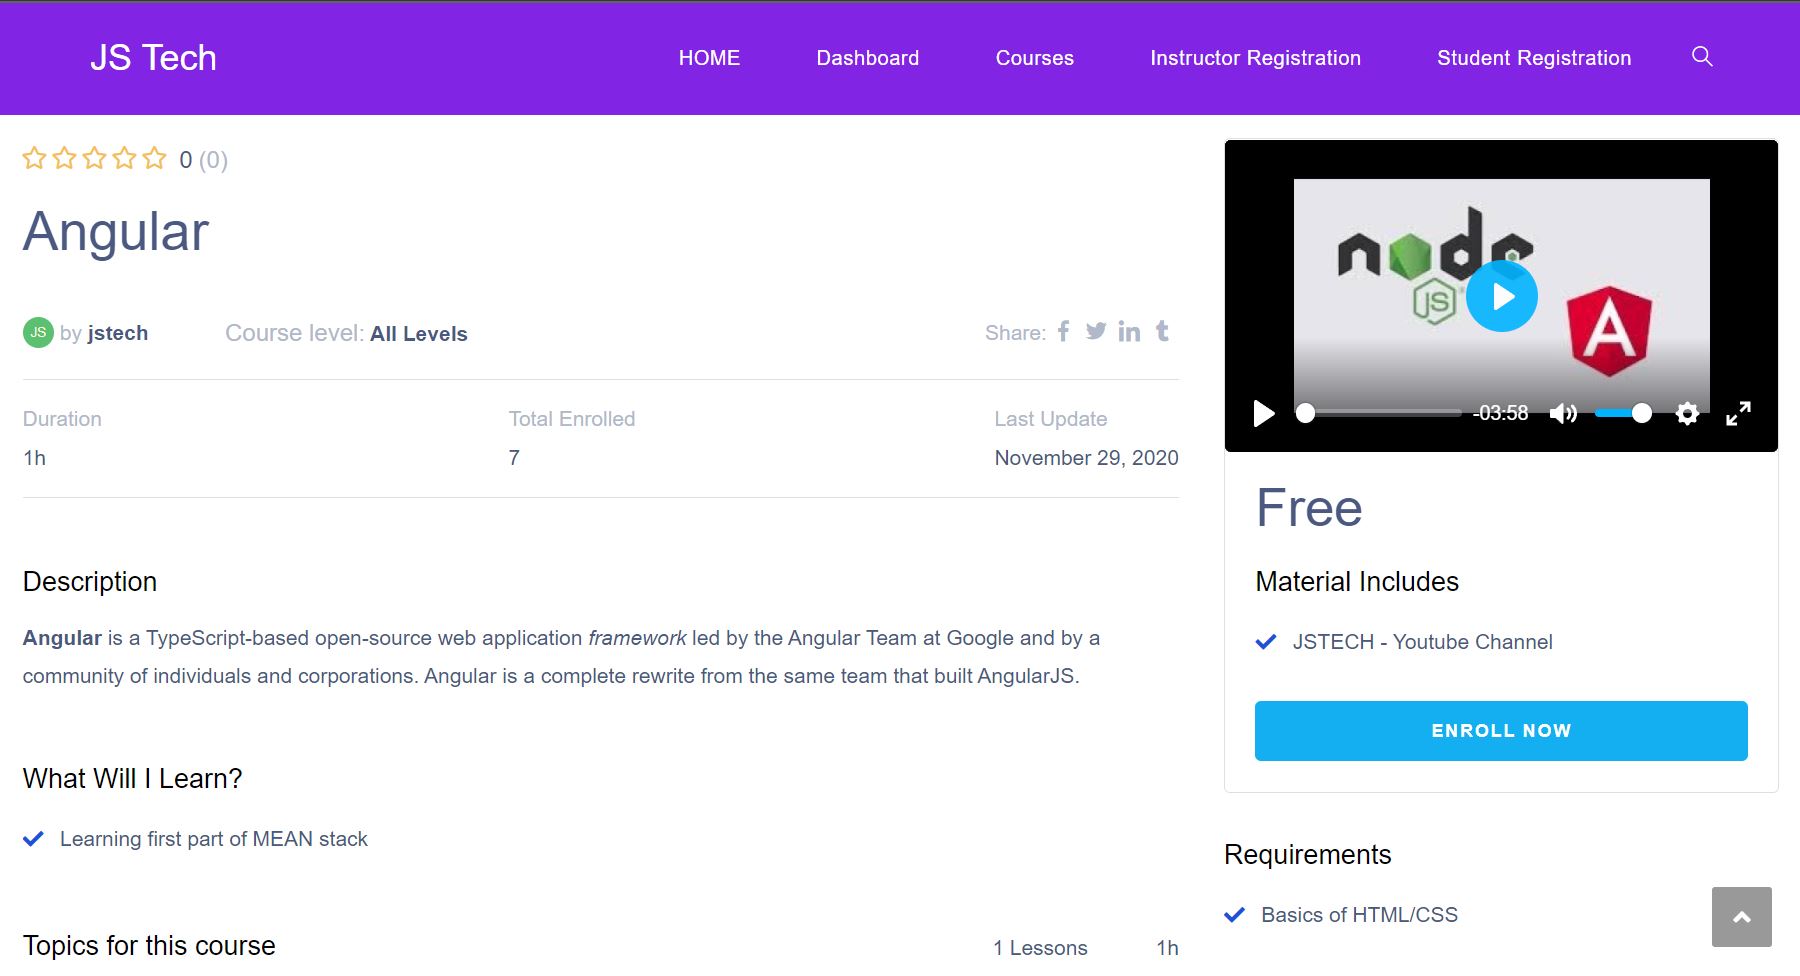 JS Tech
HOME Dashboard Courses Instructor Registration Student Registration
0 (0)
Angular
JS by jstech Course level: All Levels
Share:
Duration Total Enrolled Last Update
1h 7 November 29, 2020
Description
Angular is a TypeScript-based open-source web application framework led by the Angular Team at Google and by a
community of individuals and corporations. Angular is a complete rewrite from the same team that built AngularJS.
What Will I Learn?
Learning first part of MEAN stack
Topics for this course 1 Lessons 1h
node
JS
A
-03:58
Free
Material Includes
JSTECH - Youtube Channel
ENROLL NOW
Requirements
Basics of HTML/CSS